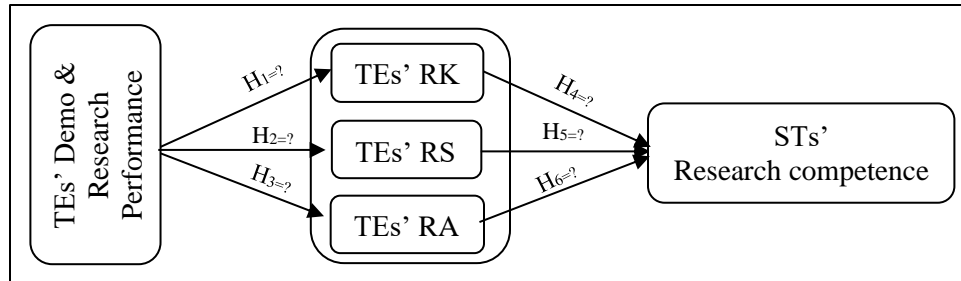 TEs’ Demo &
Research
Performance
H1=?
H2=?
H3=?
TEs’ RK
TEs’ RS
TEs’ RA
H4=?
H5=?
H6=?
STs’
Research competence